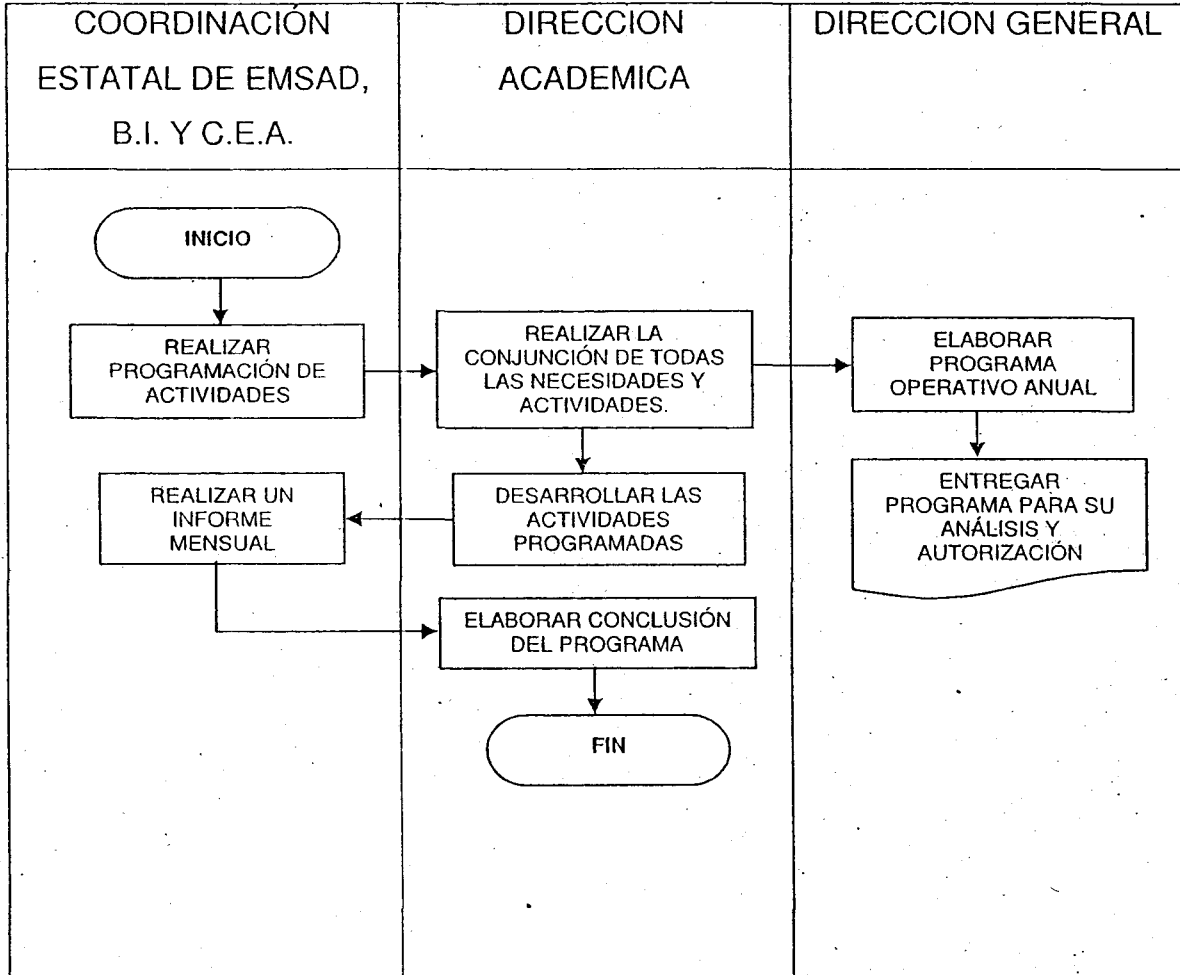 COORDINACIÓN
ESTATAL DE EMSAD,
B.I. Y C.E.A.
DIRECCION
ACADEMICA
DIRECCION GENERAL
INICIO
REALIZAR
PROGRAMACIÓN DE
ACTIVIDADES
REALIZAR LA
CONJUNCIÓN DE TODAS
LAS NECESIDADES Y
ACTIVIDADES.
ELABORAR
PROGRAMA
OPERATIVO ANUAL
REALIZAR UN
INFORME
MENSUAL
DESARROLLAR LAS
ACTIVIDADES
PROGRAMADAS
ENTREGAR
PROGRAMA PARA SU
ANÁLISIS Y
AUTORIZACIÓN
ELABORAR CONCLUSIÓN
DEL PROGRAMA
FIN